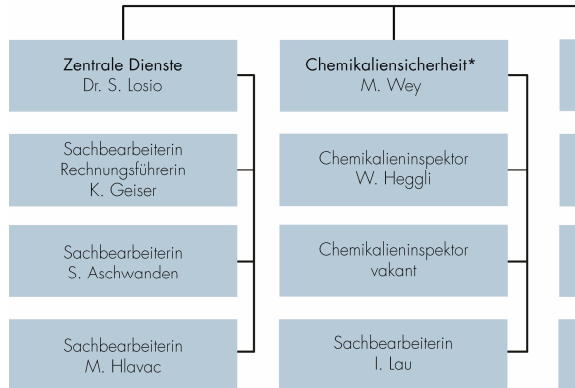 Zentrale Dienste
Dr. S. Losio
Sachbearbeiterin
Rechnungsführerin
K. Geiser
Sachbearbeiterin
S. Aschwanden
Sachbearbeiterin
M. Hlavac
Chemikaliensicherheit*
M. Wey
Chemikalieninspektor
W. Heggli
Chemikalieninspektor
vakant
Sachbearbeiterin
I. Lau